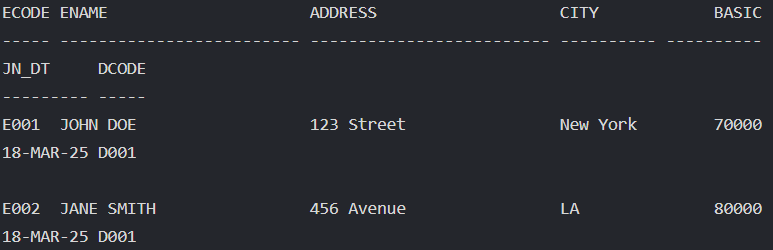 ECODE ENAME                     ADDRESS                   CITY            BASIC
----- ------------------------- ------------------------- ---------- ----------
JN_DT     DCODE
--------- -----
E001  JOHN DOE                  123 Street                New York        70000
18-MAR-25 D001
E002  JANE SMITH                456 Avenue                LA              80000
18-MAR-25 D001